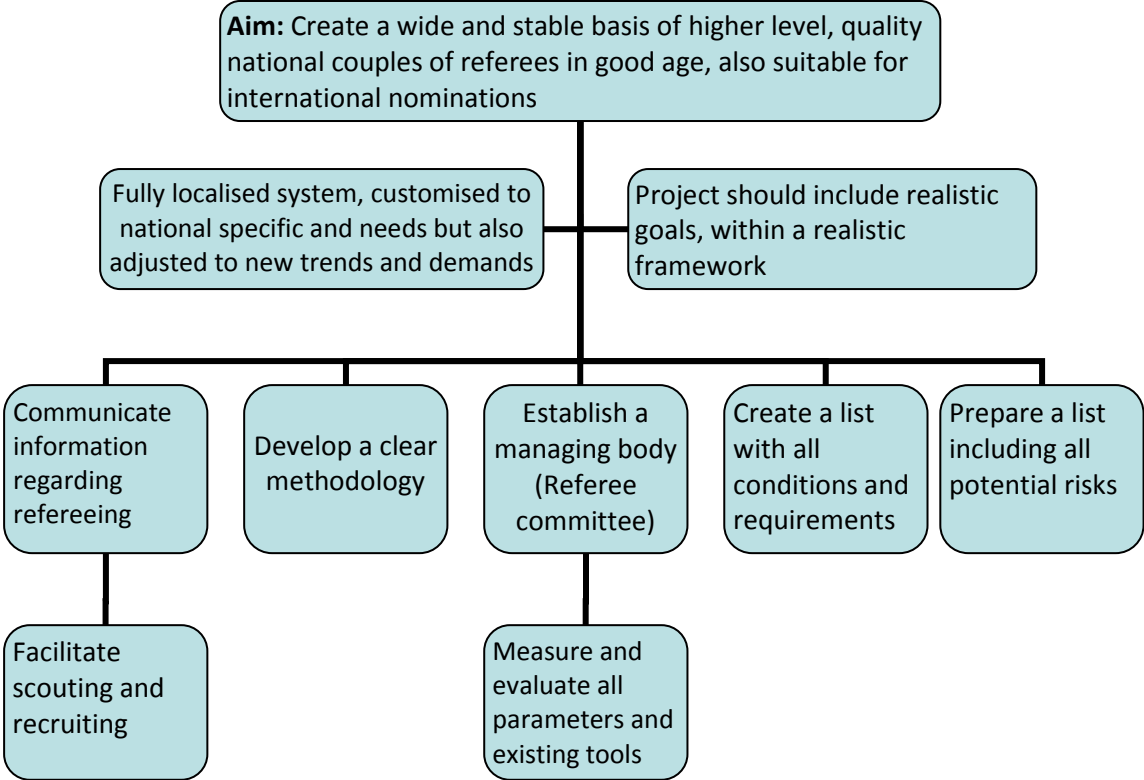 Aim: Create a wide and stable basis of higher level, quality
national couples of referees in good age, also suitable for
international nominations
Fully localised system, customised to
national specific and needs but also
adjusted to new trends and demands
Project should include realistic
goals, within a realistic
framework
Communicate
information
regarding
refereeing
Develop a clear
methodology
Establish a
managing body
(Referee
committee)
Create a list
with all
conditions and
requirements
Prepare a list
including all
potential risks
Facilitate
scouting and
recruiting
Measure and
evaluate all
parameters and
existing tools